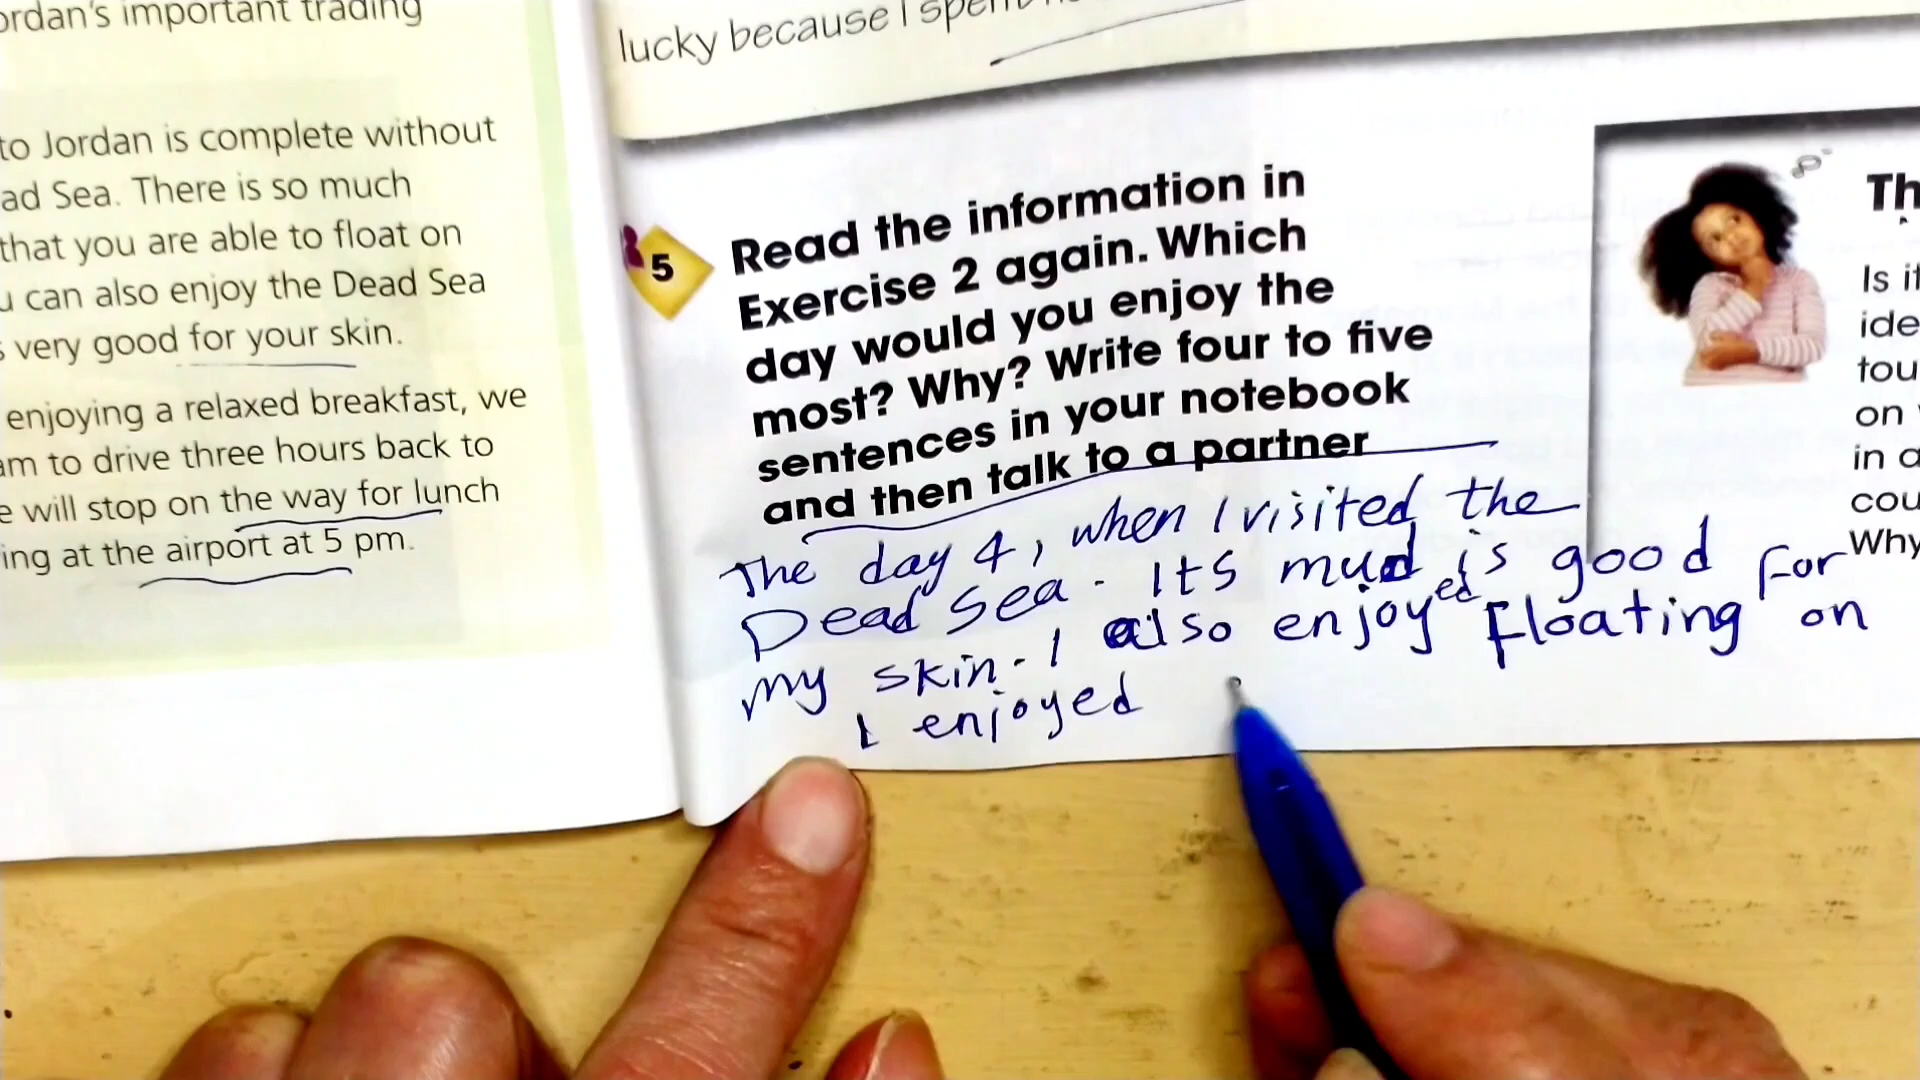 ordan's important trading
to Jordan is complete without
ad Sea. There is so much
that you are able to float on
u can also enjoy the Dead Sea
s very good for your skin.
enjoying a relaxed breakfast, we
am to drive three hours back to
e will stop on the way for lunch
ing at the airport at 5 pm.
lucky because I spent
5
Read the information in
Exercise 2 again. Which
day would you enjoy the
most? Why? Write four to five
sentences in your notebook
and then talk to a partner
The day 4, when I visited the
Dead Sea. Its mud is good for
my skin. I also enjoyed Floating on
I enjoyed
Th
Is it
ide
tou
on
in a
cou
Why